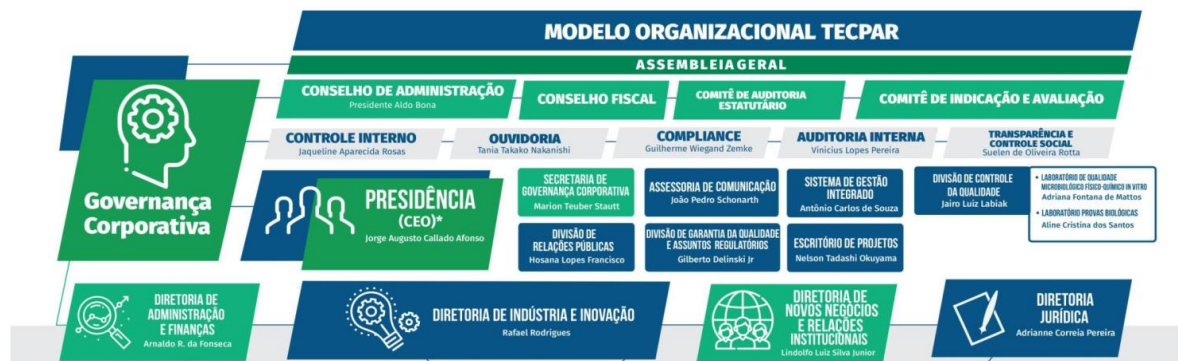 MODELO ORGANIZACIONAL TECPAR
ASSEMBLEIA GERAL
CONSELHO DE ADMINISTRAÇÃO
Presidente Aldo Bona
CONSELHO FISCAL
COMITÊ DE AUDITORIA
ESTATUTÁRIO
COMITÊ DE INDICAÇÃO E AVALIAÇÃO
CONTROLE INTERNO
Jaqueline Aparecida Rosas
OUVIDORIA
Tania Takako Nakanishi
COMPLIANCE
Guilherme Wiegand Zemke
AUDITORIA INTERNA
Vinicius Lopes Pereira
TRANSPARÊNCIA E
CONTROLE SOCIAL
Suelen de Oliveira Rotta
Governança
Corporativa
PRESIDÊNCIA
(CEO)*
Jorge Augusto Callado Afonso
SECRETARIA DE
GOVERNANÇA CORPORATIVA
Marion Teuber Stautt
ASSESSORIA DE COMUNICAÇÃO
João Pedro Schonarth
SISTEMA DE GESTÃO
INTEGRADO
Antônio Carlos de Souza
DIVISÃO DE CONTROLE
DA QUALIDADE
Jairo Luiz Labiak
• LABORATÓRIO DE QUALIDADE
MICROBIOLÓGICO FÍSICO-QUÍMICO IN VITRO
Adriana Fontana de Mattos
• LABORATÓRIO PROVAS BIOLÓGICAS
Aline Cristina dos Santos
DIVISÃO DE
RELAÇÕES PÚBLICAS
Hosana Lopes Francisco
DIVISÃO DE GARANTIA DA QUALIDADE
E ASSUNTOS REGULATÓRIOS
Gilberto Delinski Jr
ESCRITÓRIO DE PROJETOS
Nelson Tadashi Okuyama
DIRETORIA DE
ADMINISTRAÇÃO
E FINANÇAS
Arnaldo R. da Fonseca
DIRETORIA DE INDÚSTRIA E INOVAÇÃO
Rafael Rodrigues
DIRETORIA DE
NOVOS NEGÓCIOS
E RELAÇÕES
INSTITUCIONAIS
Lindolfo Luiz Silva Junior
DIRETORIA
JURÍDICA
Adrianne Correia Pereira